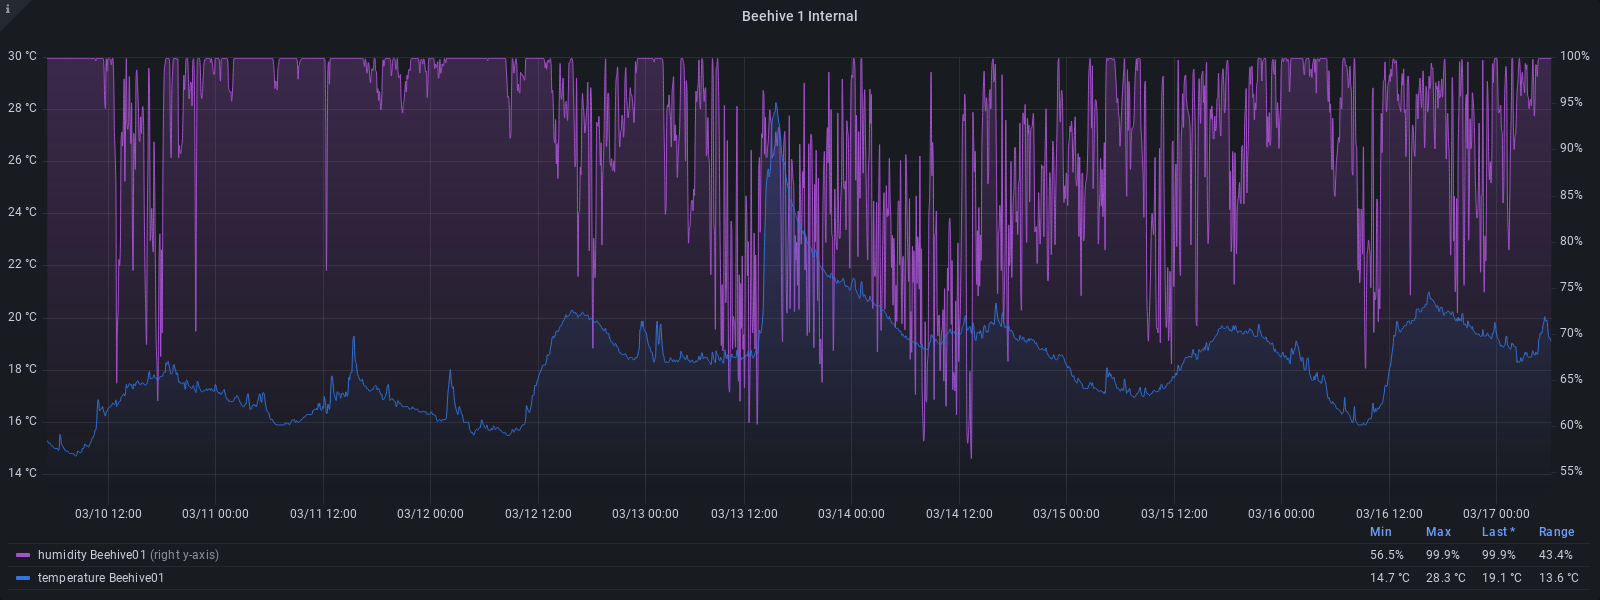 i
Beehive 1 Internal
30 °C 100%
28 °C 95%
26 °C 90%
24 °C 85%
22 °C 80%
20 °C 75%
18 °C 70%
16 °C 65%
14 °C 60%
55%
03/10 12:00 03/11 00:00 03/11 12:00 03/12 00:00 03/12 12:00 03/13 00:00 03/13 12:00 03/14 00:00 03/14 12:00 03/15 00:00 03/15 12:00 03/16 00:00 03/16 12:00 03/17 00:00
Min Max Last * Range
humidity Beehive01 (right y-axis) 56.5% 99.9% 99.9% 43.4%
temperature Beehive01 14.7 °C 28.3 °C 19.1 °C 13.6 °C